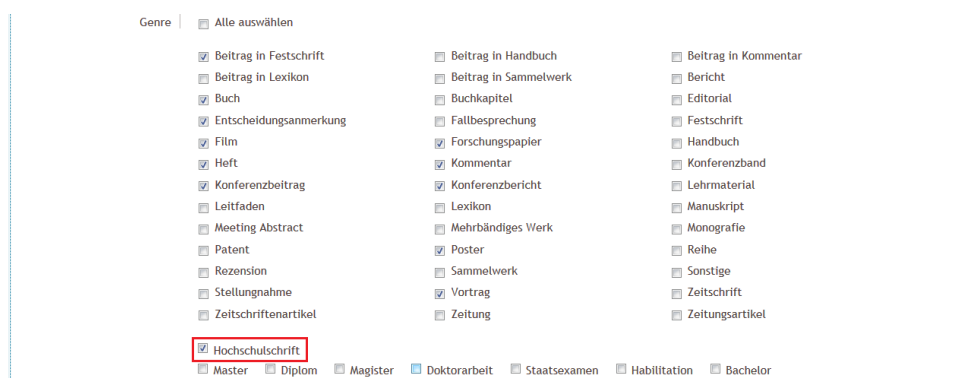 Genre Alle auswählen
Beitrag in Festschrift Beitrag in Handbuch Beitrag in Kommentar
Beitrag in Lexikon Beitrag in Sammelwerk Bericht
Buch Buchkapitel Editorial
Entscheidungsanmerkung Fallbesprechung Festschrift
Film Forschungspapier Handbuch
Heft Kommentar Konferenzband
Konferenzbeitrag Konferenzbericht Lehrmaterial
Leitfaden Lexikon Manuskript
Meeting Abstract Mehrbändiges Werk Monografie
Patent Poster Reihe
Rezension Sammelwerk Sonstige
Stellungnahme Vortrag Zeitschrift
Zeitschriftenartikel Zeitung Zeitungsartikel
Hochschulschrift
Master Diplom Magister Doktorarbeit Staatsexamen Habilitation Bachelor